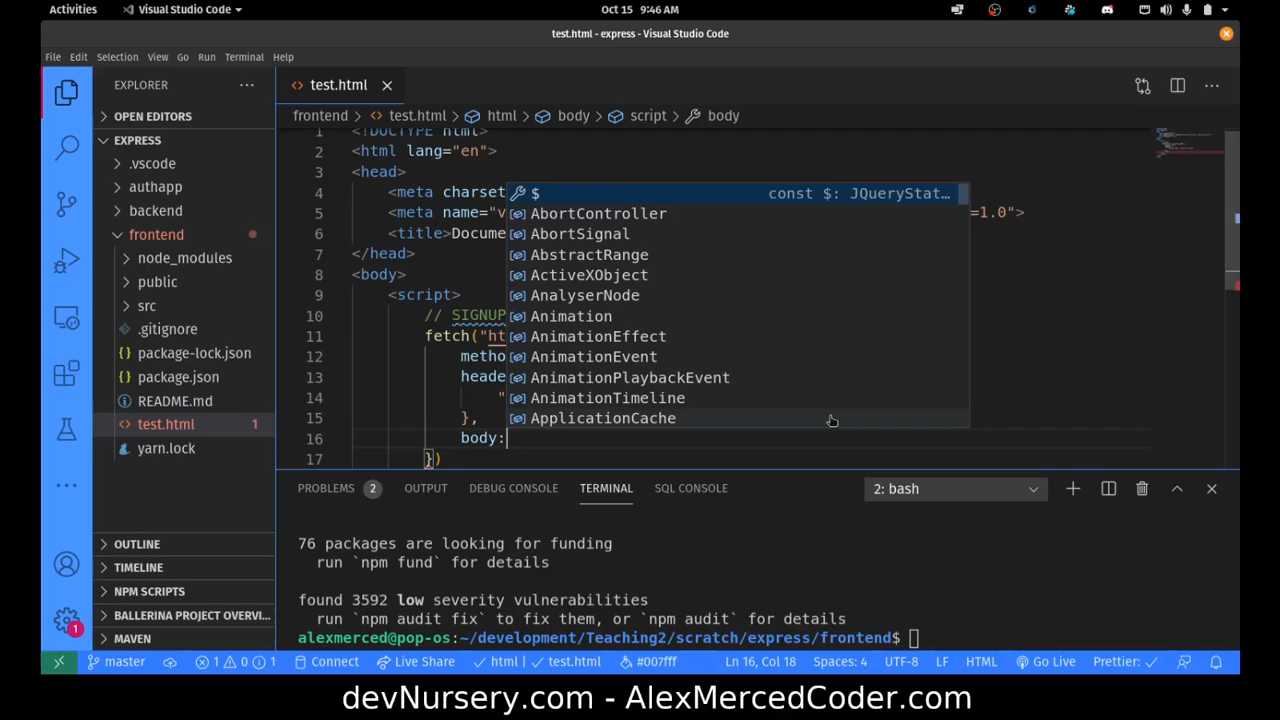 Activities
Visual Studio Code
Oct 15 9:46 AM
test.html - express - Visual Studio Code
File Edit Selection View Go Run Terminal Help
EXPLORER
OPEN EDITORS
EXPRESS
.vscode
authapp
backend
frontend
node_modules
public
src
.gitignore
package-lock.json
package.json
README.md
test.html 1
yarn.lock
OUTLINE
TIMELINE
NPM SCRIPTS
BALLERINA PROJECT OVERVI...
MAVEN
1
test.html
frontend > test.html > html > body > script > body
1 <!DOCTYPE html>
2 <html lang="en">
3 <head>
4 <meta charset
5 <meta name="v =1.0">
6 <title>Docume
7 </head>
8 <body>
9 <script>
10 // SIGNUP
11 fetch("ht
12 metho
13 heade
14 "
15 },
16 body:
17 })
$ const $: JQueryStat...
AbortController
AbortSignal
AbstractRange
ActiveXObject
AnalyserNode
Animation
AnimationEffect
AnimationEvent
AnimationPlaybackEvent
AnimationTimeline
ApplicationCache
PROBLEMS 2 OUTPUT DEBUG CONSOLE TERMINAL SQL CONSOLE 2: bash
76 packages are looking for funding
run `npm fund` for details
found 3592 low severity vulnerabilities
run `npm audit fix` to fix them, or `npm audit` for details
alexmerced@pop-os:~/development/Teaching2/scratch/express/frontend$
master 1 0 1 Connect Live Share html test.html #007fff Ln 16, Col 18 Spaces: 4 UTF-8 LF HTML Go Live Prettier:
devNursery.com - AlexMercedCoder.com